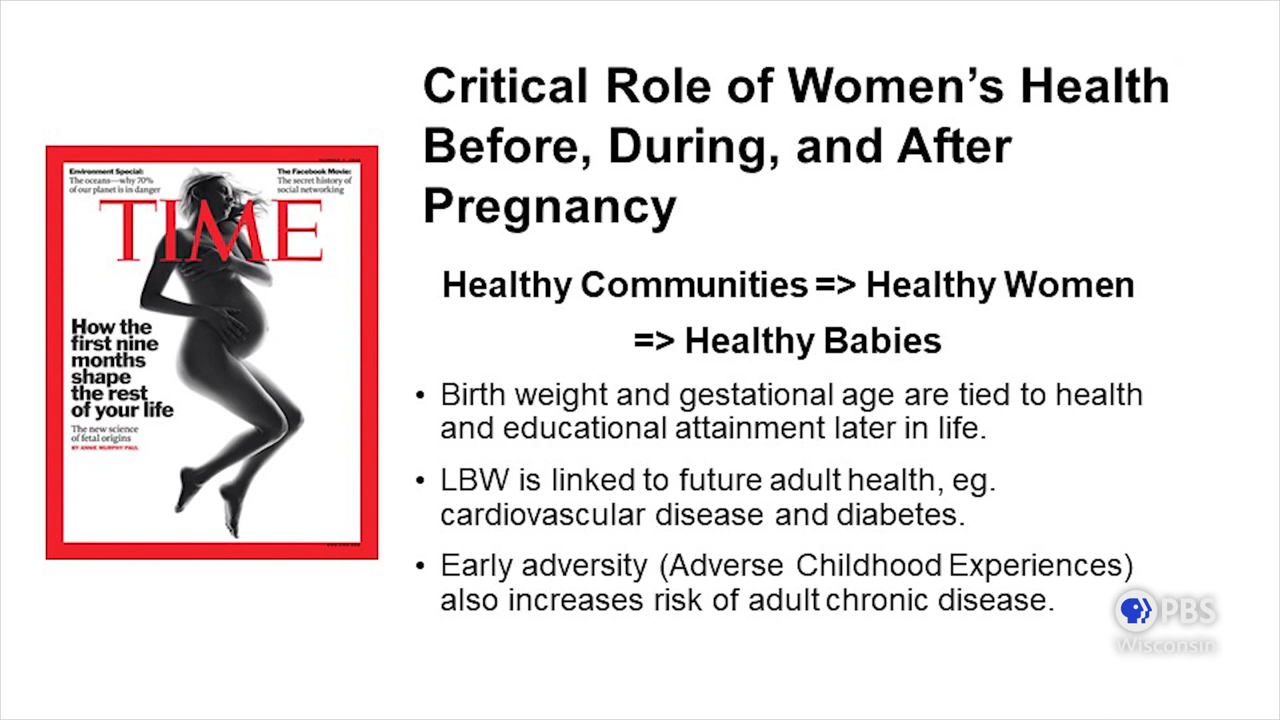 Critical Role of Women's Health
Before, During, and After
Pregnancy
Environment Special:
The oceans—why 70%
of our planet is in danger
The Facebook Movie:
The secret history of
social networking
TIME
How the
first nine
months
shape
the rest
of your life
The new science
of fetal origins
BY ANNIE MURPHY PAUL
Healthy Communities => Healthy Women
=> Healthy Babies
• Birth weight and gestational age are tied to health
and educational attainment later in life.
• LBW is linked to future adult health, eg.
cardiovascular disease and diabetes.
• Early adversity (Adverse Childhood Experiences)
also increases risk of adult chronic disease.
PBS
Wisconsin